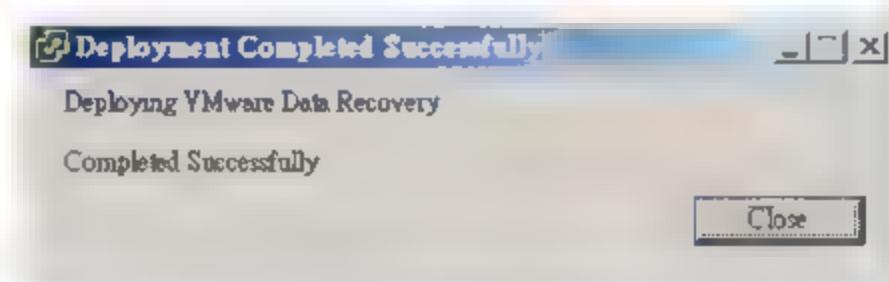 Deployment Completed Successfully
Deploying VMware Data Recovery
Completed Successfully
Close